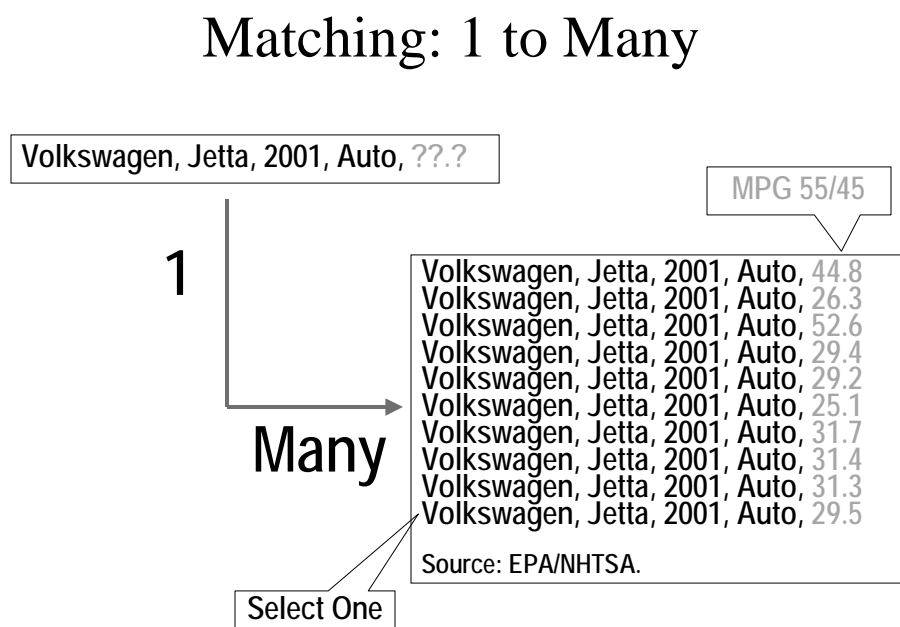 Matching: 1 to Many
Volkswagen, Jetta, 2001, Auto, ??.?
MPG 55/45
1
Many
Volkswagen, Jetta, 2001, Auto, 44.8
Volkswagen, Jetta, 2001, Auto, 26.3
Volkswagen, Jetta, 2001, Auto, 52.6
Volkswagen, Jetta, 2001, Auto, 29.4
Volkswagen, Jetta, 2001, Auto, 29.2
Volkswagen, Jetta, 2001, Auto, 25.1
Volkswagen, Jetta, 2001, Auto, 31.7
Volkswagen, Jetta, 2001, Auto, 31.4
Volkswagen, Jetta, 2001, Auto, 31.3
Volkswagen, Jetta, 2001, Auto, 29.5
Source: EPA/NHTSA.
Select One